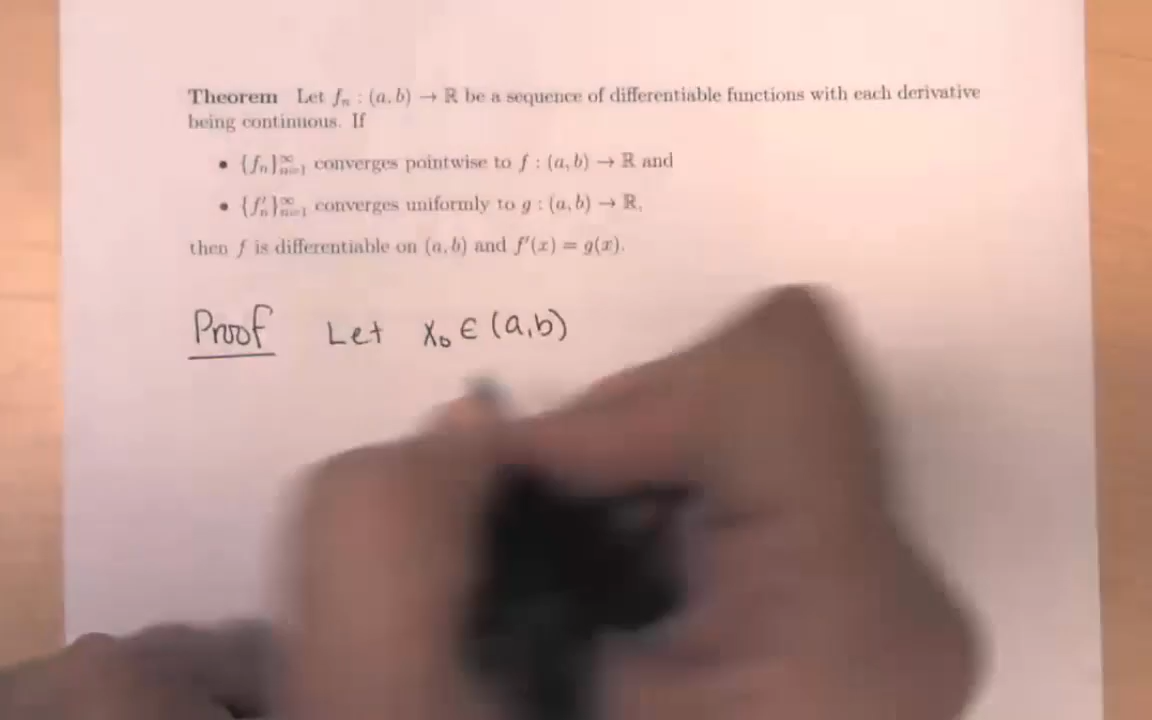 Theorem Let fₙ : (a, b) → ℝ be a sequence of differentiable functions with each derivative
being continuous. If
• {fₙ}ₙ₌₁^∞ converges pointwise to f : (a, b) → ℝ and
• {f′ₙ}ₙ₌₁^∞ converges uniformly to g : (a, b) → ℝ,
then f is differentiable on (a, b) and f′(x) = g(x).
Proof Let x₀ ∈ (a,b)